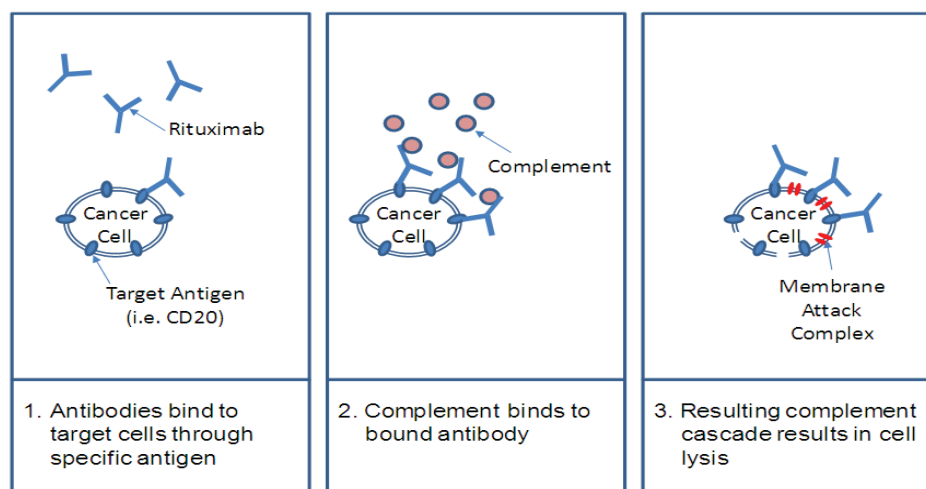 Rituximab
Cancer
Cell
Target Antigen
(i.e. CD20)
1. Antibodies bind to
target cells through
specific antigen
Complement
Cancer
Cell
2. Complement binds to
bound antibody
Cancer
Cell
Membrane
Attack
Complex
3. Resulting complement
cascade results in cell
lysis